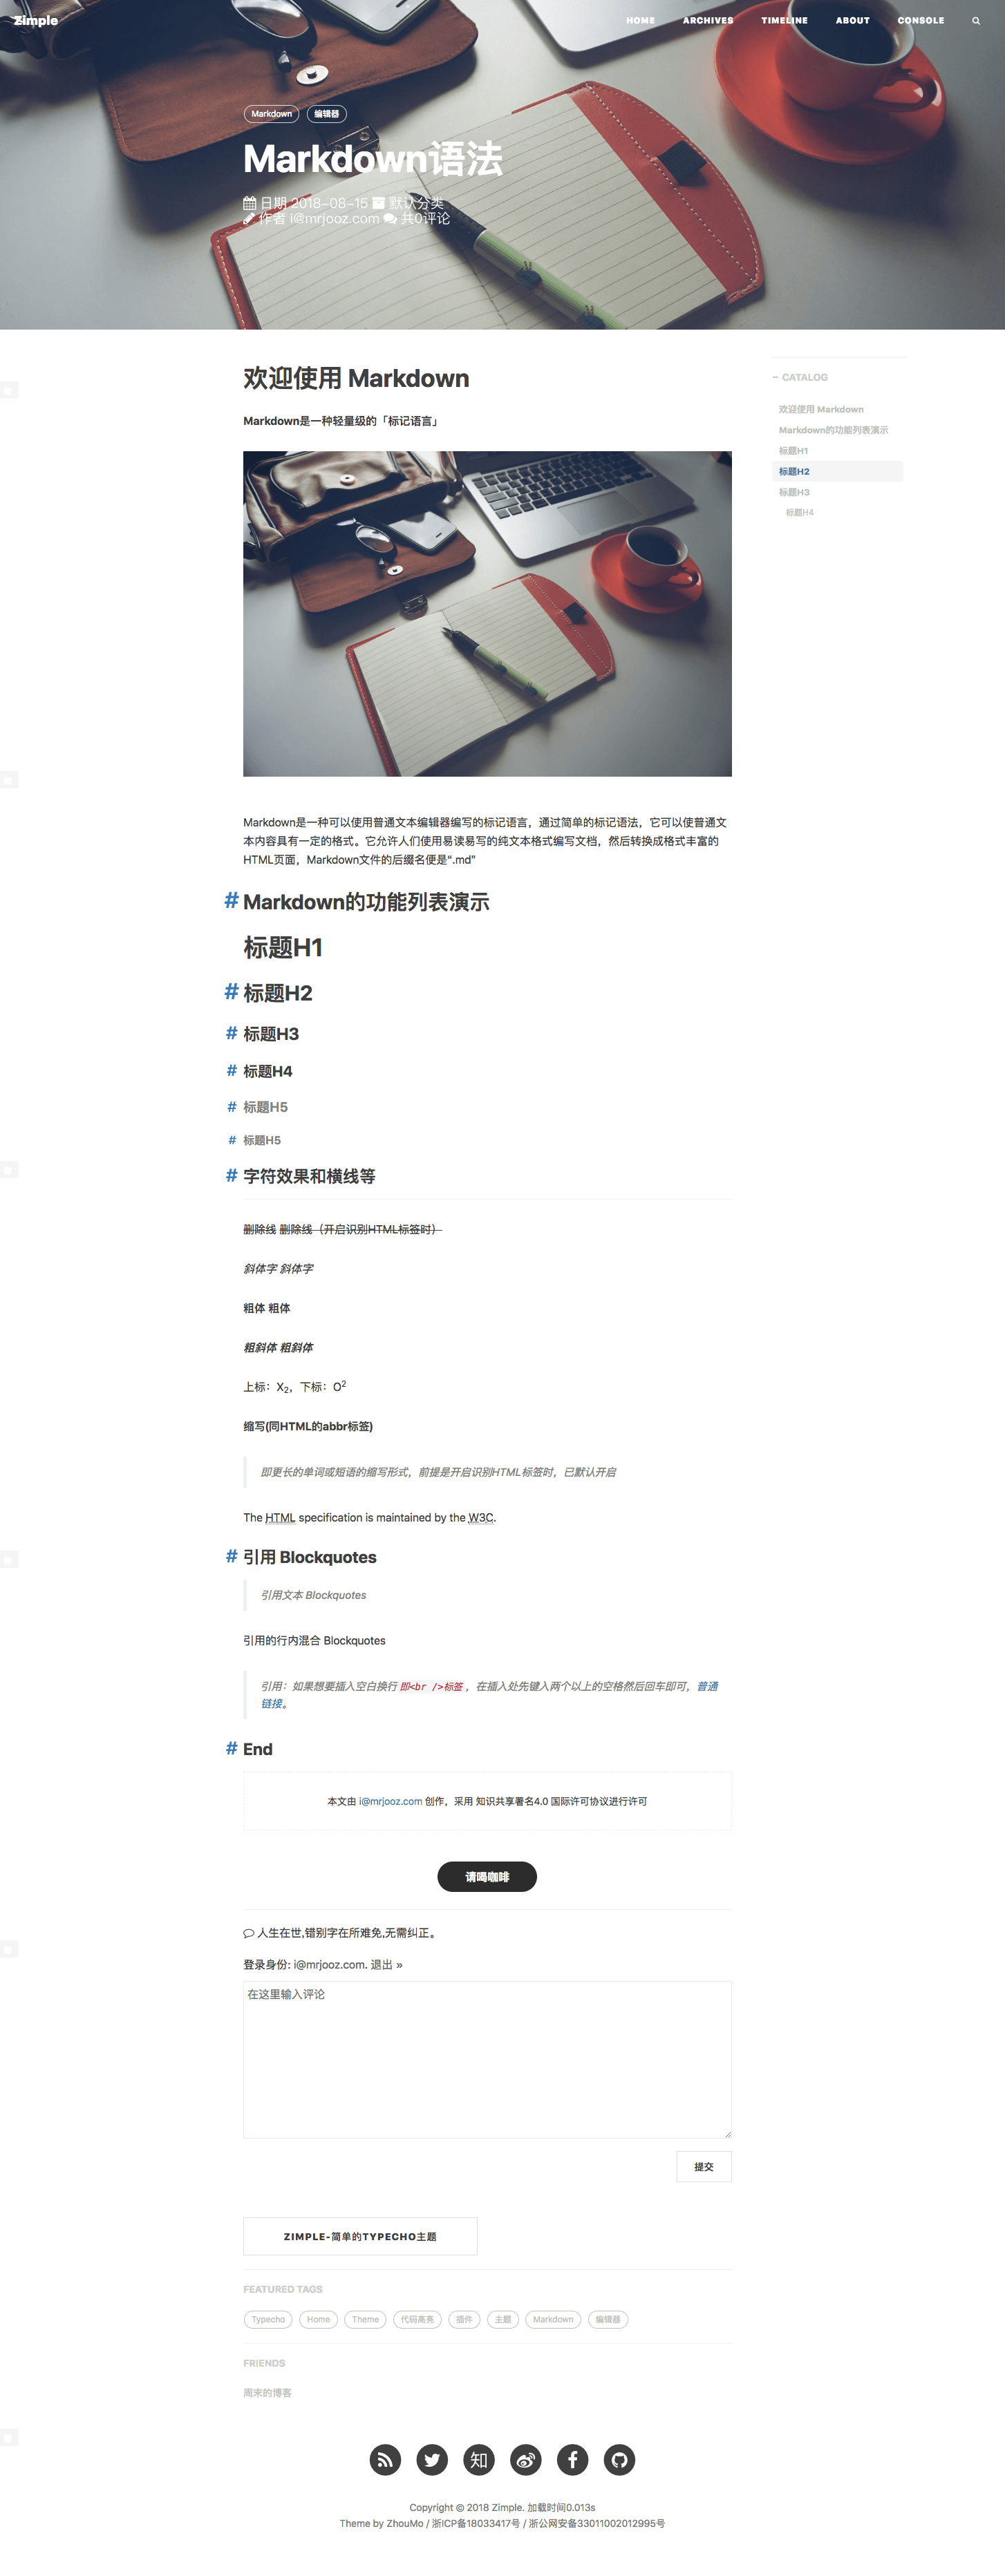 Zimple
HOME ARCHIVES TIMELINE ABOUT CONSOLE
Markdown 编辑器
Markdown语法
日期 2018-08-15 默认分类
作者 i@mrjooz.com 共0评论
欢迎使用 Markdown
Markdown是一种轻量级的「标记语言」
Markdown是一种可以使用普通文本编辑器编写的标记语言，通过简单的标记语法，它可以使普通文
本内容具有一定的格式。它允许人们使用易读易写的纯文本格式编写文档，然后转换成格式丰富的
HTML页面，Markdown文件的后缀名便是“.md”
# Markdown的功能列表演示
标题H1
# 标题H2
# 标题H3
# 标题H4
# 标题H5
# 标题H5
# 字符效果和横线等
删除线 删除线（开启识别HTML标签时）
斜体字 斜体字
粗体 粗体
粗斜体 粗斜体
上标：X₂，下标：O²
缩写(同HTML的abbr标签)
即更长的单词或短语的缩写形式，前提是开启识别HTML标签时，已默认开启
The HTML specification is maintained by the W3C.
# 引用 Blockquotes
引用文本 Blockquotes
引用的行内混合 Blockquotes
引用：如果想要插入空白换行 即<br />标签 ，在插入处先键入两个以上的空格然后回车即可，普通
链接。
# End
本文由 i@mrjooz.com 创作，采用 知识共享署名4.0 国际许可协议进行许可
请喝咖啡
人生在世,错别字在所难免,无需纠正。
登录身份: i@mrjooz.com. 退出 »
在这里输入评论
提交
ZIMPLE-简单的TYPECHO主题
FEATURED TAGS
Typecho Home Theme 代码高亮 插件 主题 Markdown 编辑器
FRIENDS
周末的博客
知
Copyright © 2018 Zimple. 加载时间0.013s
Theme by ZhouMo / 浙ICP备18033417号 / 浙公网安备33011002012995号
− CATALOG
欢迎使用 Markdown
Markdown的功能列表演示
标题H1
标题H2
标题H3
标题H4